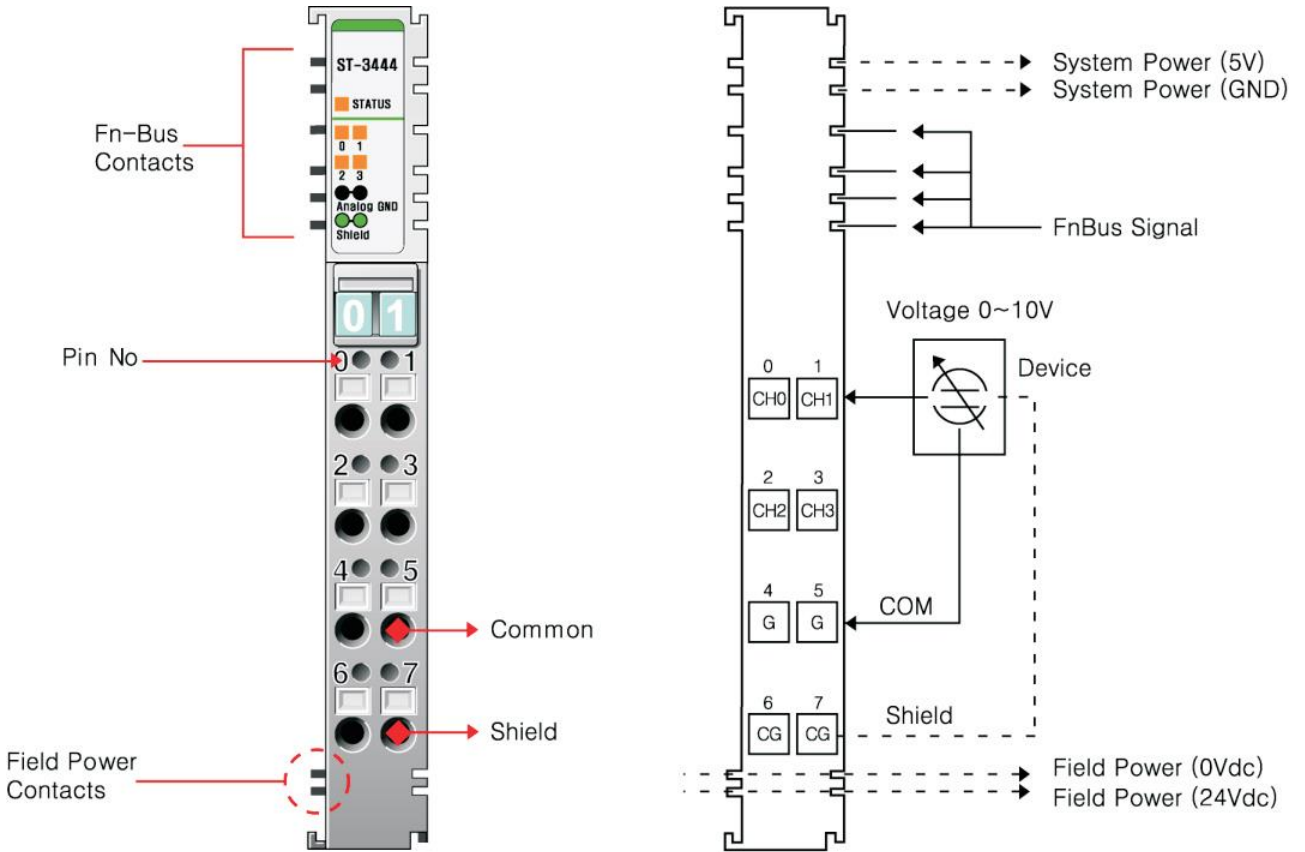 ST-3444
STATUS
0 1
2 3
Analog GND
Shield
Fn-Bus
Contacts
0 1
Pin No
0 1
2 3
4 5
Common
6 7
Shield
Field Power
Contacts
System Power (5V)
System Power (GND)
FnBus Signal
Voltage 0~10V
Device
0 1
CH0 CH1
2 3
CH2 CH3
4 5
G G
COM
6 7
CG CG
Shield
Field Power (0Vdc)
Field Power (24Vdc)